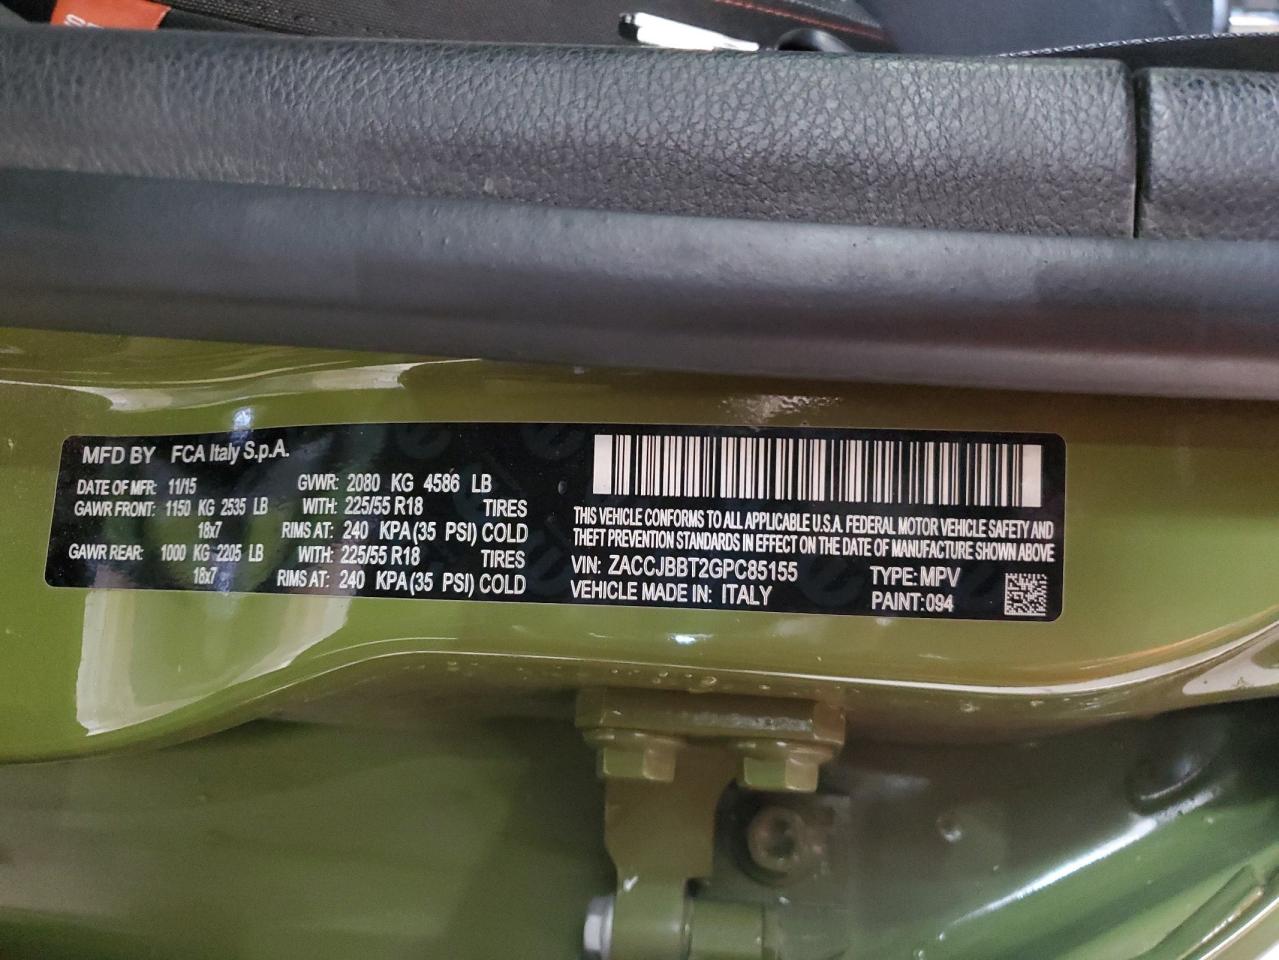 MFD BY FCA Italy S.p.A.
DATE OF MFR: 11/15 GVWR: 2080 KG 4586 LB
GAWR FRONT: 1150 KG 2535 LB WITH: 225/55 R18 TIRES
18x7 RIMS AT: 240 KPA(35 PSI) COLD
GAWR REAR: 1000 KG 2205 LB WITH: 225/55 R18 TIRES
18x7 RIMS AT: 240 KPA(35 PSI) COLD
THIS VEHICLE CONFORMS TO ALL APPLICABLE U.S.A. FEDERAL MOTOR VEHICLE SAFETY AND
THEFT PREVENTION STANDARDS IN EFFECT ON THE DATE OF MANUFACTURE SHOWN ABOVE
VIN: ZACCJBBT2GPC85155 TYPE: MPV
VEHICLE MADE IN: ITALY PAINT: 094